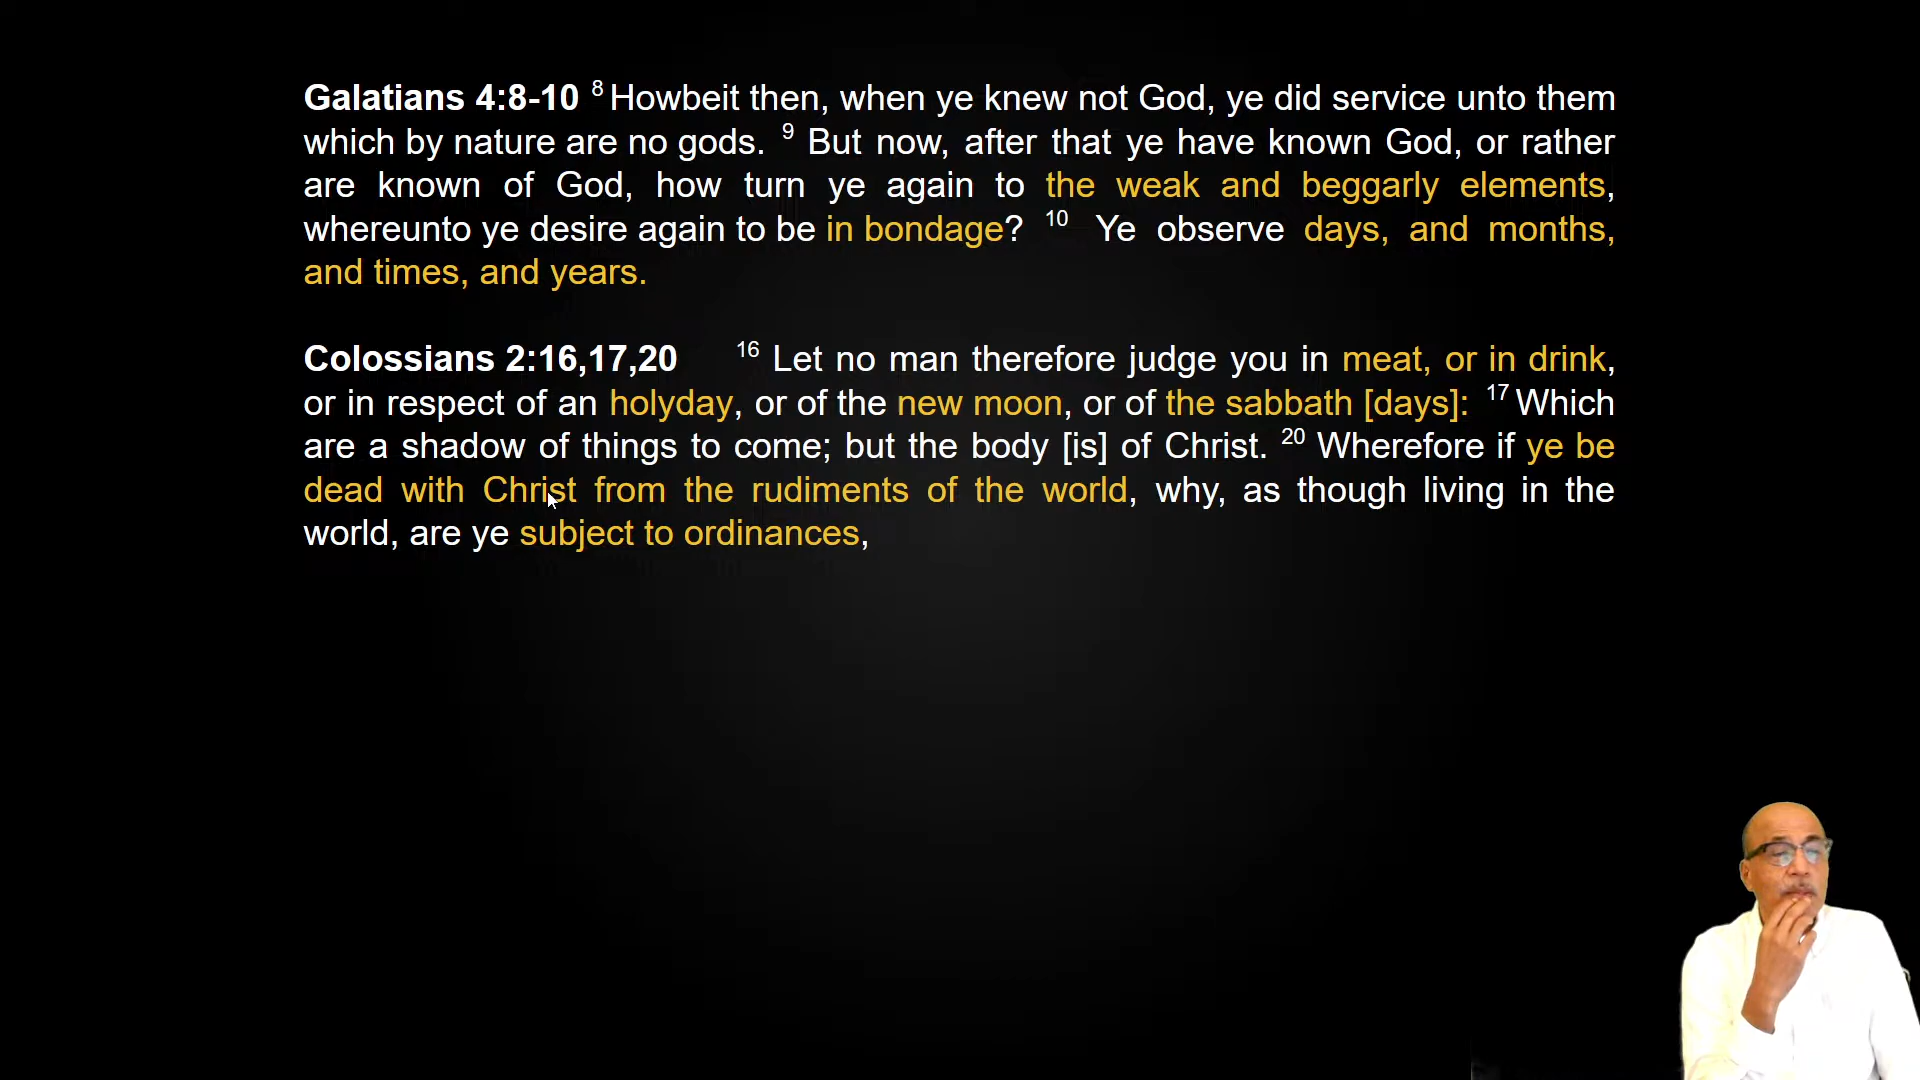 Galatians 4:8-10 8 Howbeit then, when ye knew not God, ye did service unto them
which by nature are no gods. 9 But now, after that ye have known God, or rather
are known of God, how turn ye again to the weak and beggarly elements,
whereunto ye desire again to be in bondage? 10 Ye observe days, and months,
and times, and years.
Colossians 2:16,17,20 16 Let no man therefore judge you in meat, or in drink,
or in respect of an holyday, or of the new moon, or of the sabbath [days]: 17 Which
are a shadow of things to come; but the body [is] of Christ. 20 Wherefore if ye be
dead with Christ from the rudiments of the world, why, as though living in the
world, are ye subject to ordinances,